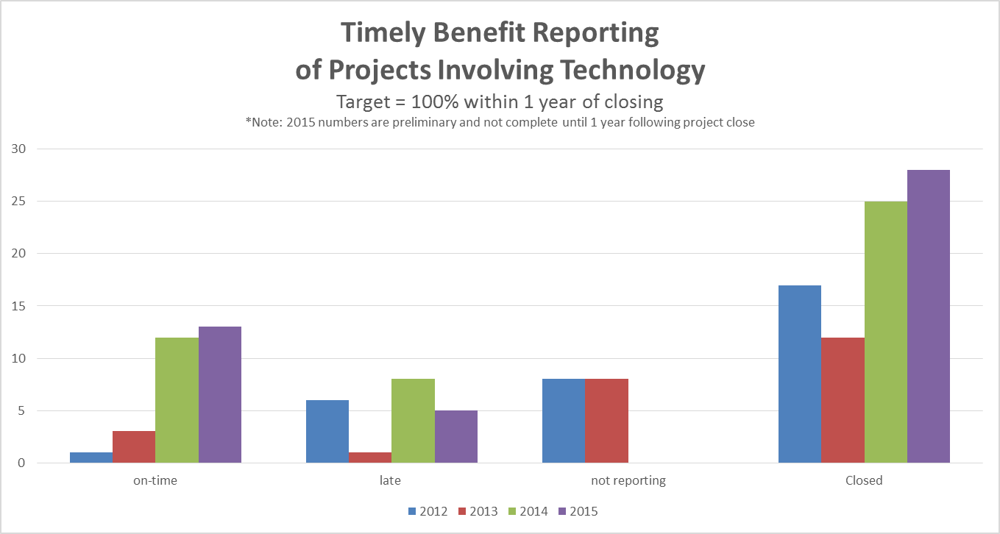 Timely Benefit Reporting
of Projects Involving Technology
Target = 100% within 1 year of closing
*Note: 2015 numbers are preliminary and not complete until 1 year following project close
30
25
20
15
10
5
0
on-time late not reporting Closed
2012 2013 2014 2015